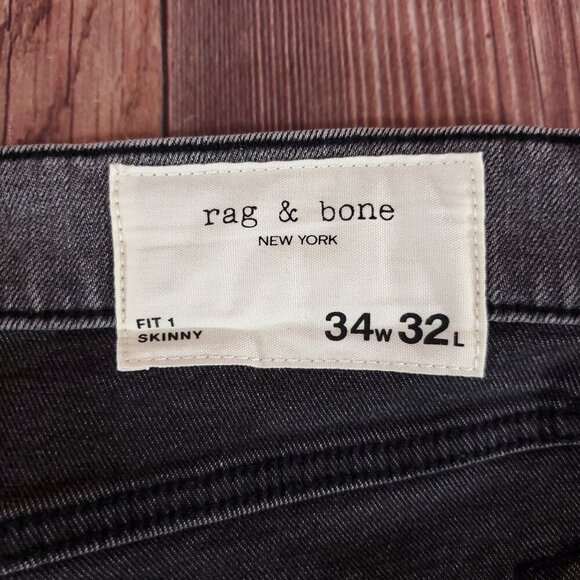 rag & bone
NEW YORK
FIT 1
SKINNY
34W 32L